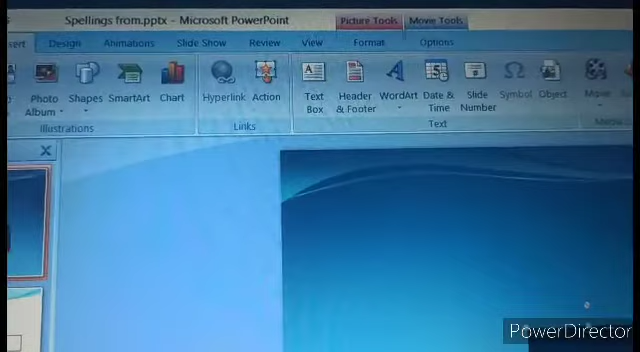 Spellings from.pptx - Microsoft PowerPoint
Picture Tools Movie Tools
sert Design Animations Slide Show Review View Format Options
Photo Album Shapes SmartArt Chart Hyperlink Action Text Box Header & Footer WordArt Date & Time Slide Number Symbol Object Movie
Illustrations Links Text Media
PowerDirector